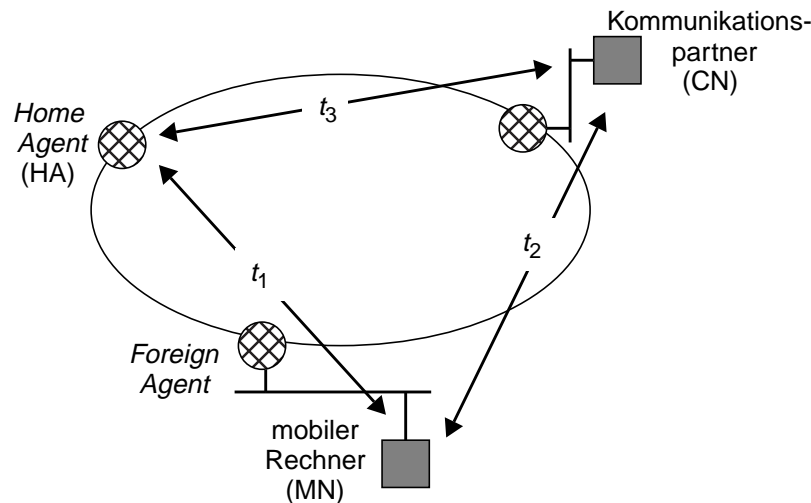 Kommunikations-
partner
(CN)
t3
Home
Agent
(HA)
t2
t1
Foreign
Agent
mobiler
Rechner
(MN)